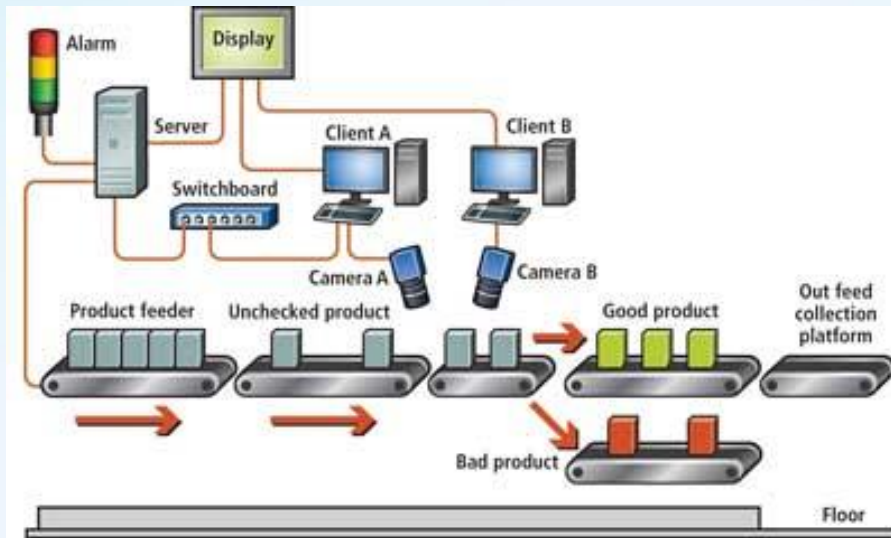 Display
Alarm
Server
Client A
Client B
Switchboard
Camera A
Camera B
Product feeder
Unchecked product
Good product
Out feed
collection
platform
Bad product
Floor